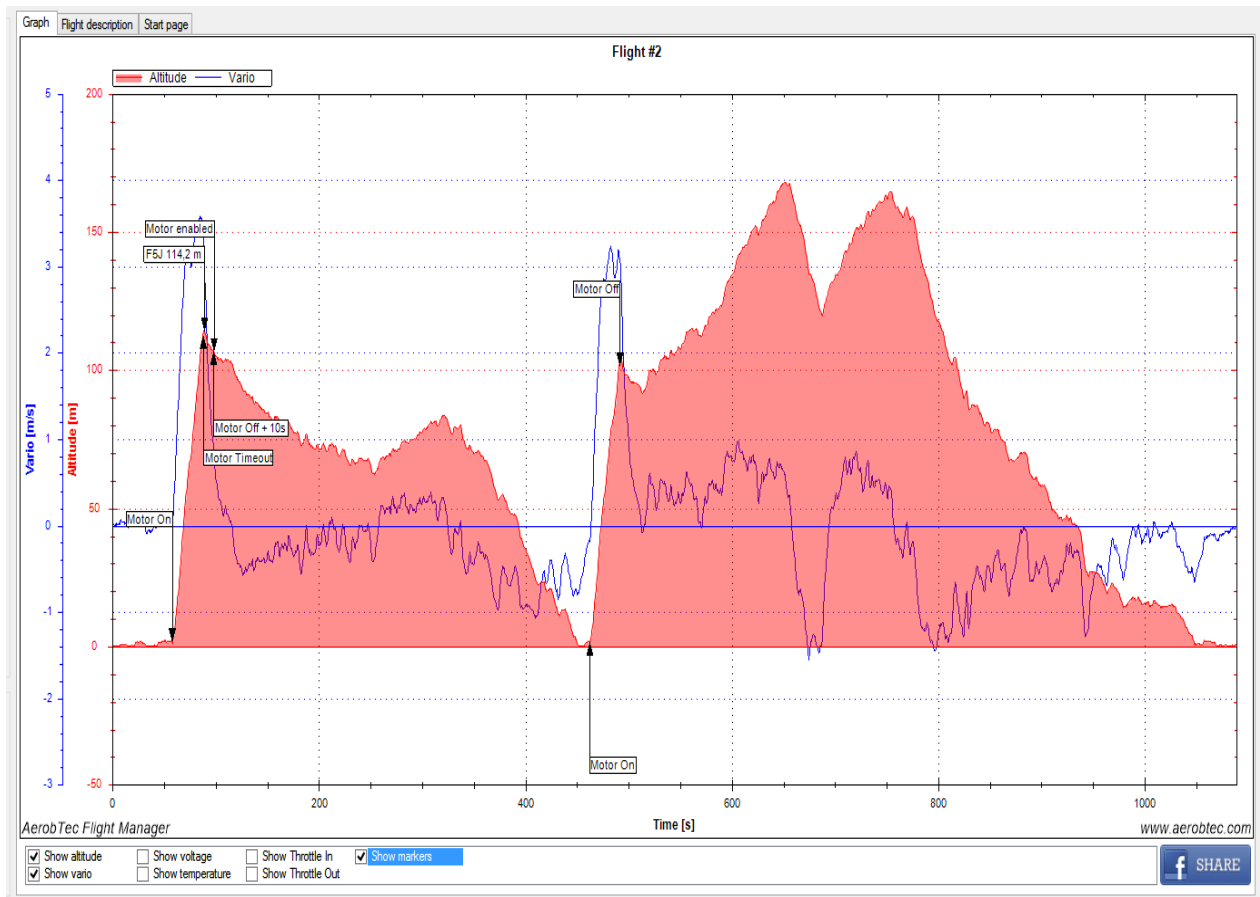 Graph Flight description Start page
Flight #2
Altitude Vario
5 200
4
150
3
2
100
1
50
0
-1 0
-2
-3 -50
Vario [m/s]
Altitude [m]
Motor enabled
F5J 114,2 m
Motor Off
Motor Off + 10s
Motor Timeout
Motor On
Motor On
0 200 400 600 800 1000
Time [s]
AerobTec Flight Manager www.aerobtec.com
Show altitude Show voltage Show Throttle In Show markers
Show vario Show temperature Show Throttle Out
f SHARE